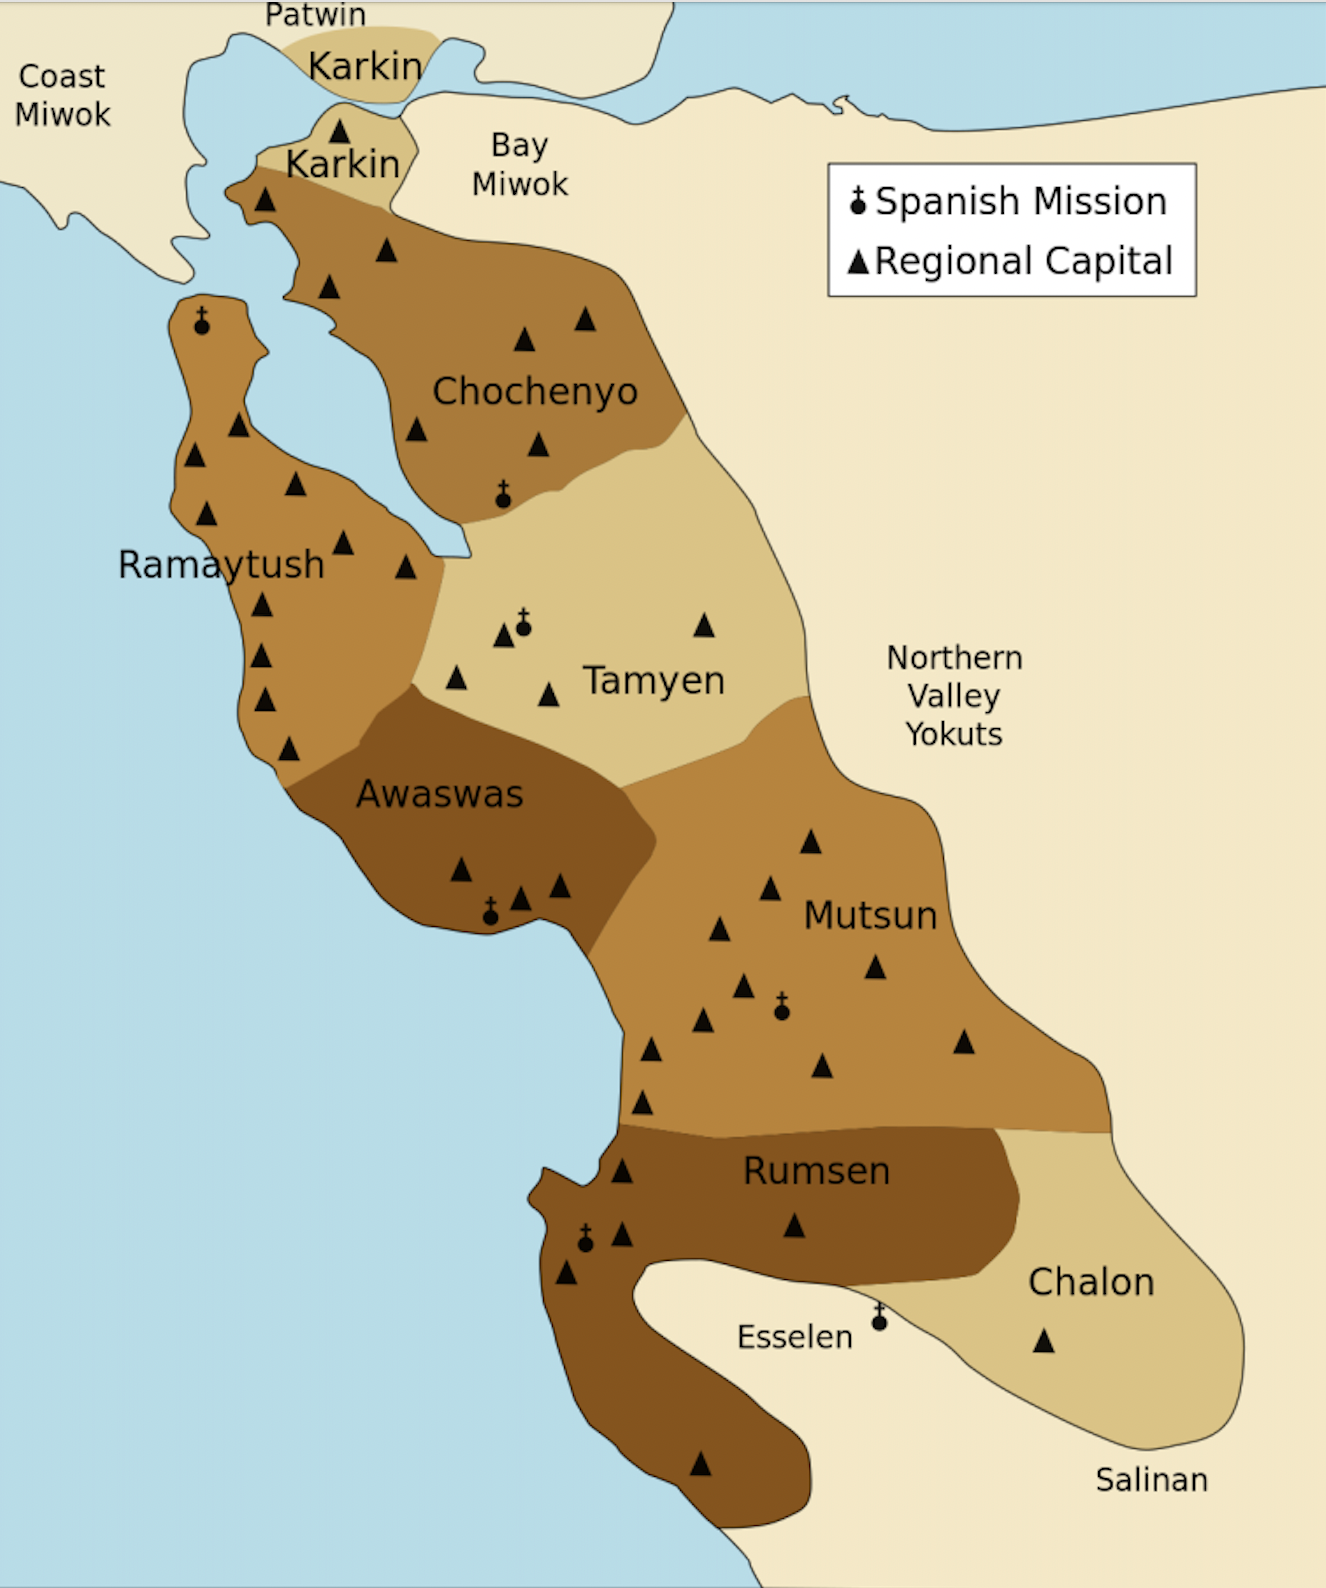 Patwin
Karkin
Coast
Miwok
Bay
Miwok
Karkin
Spanish Mission
Regional Capital
Chochenyo
Ramaytush
Tamyen
Northern
Valley
Yokuts
Awaswas
Mutsun
Rumsen
Chalon
Esselen
Salinan